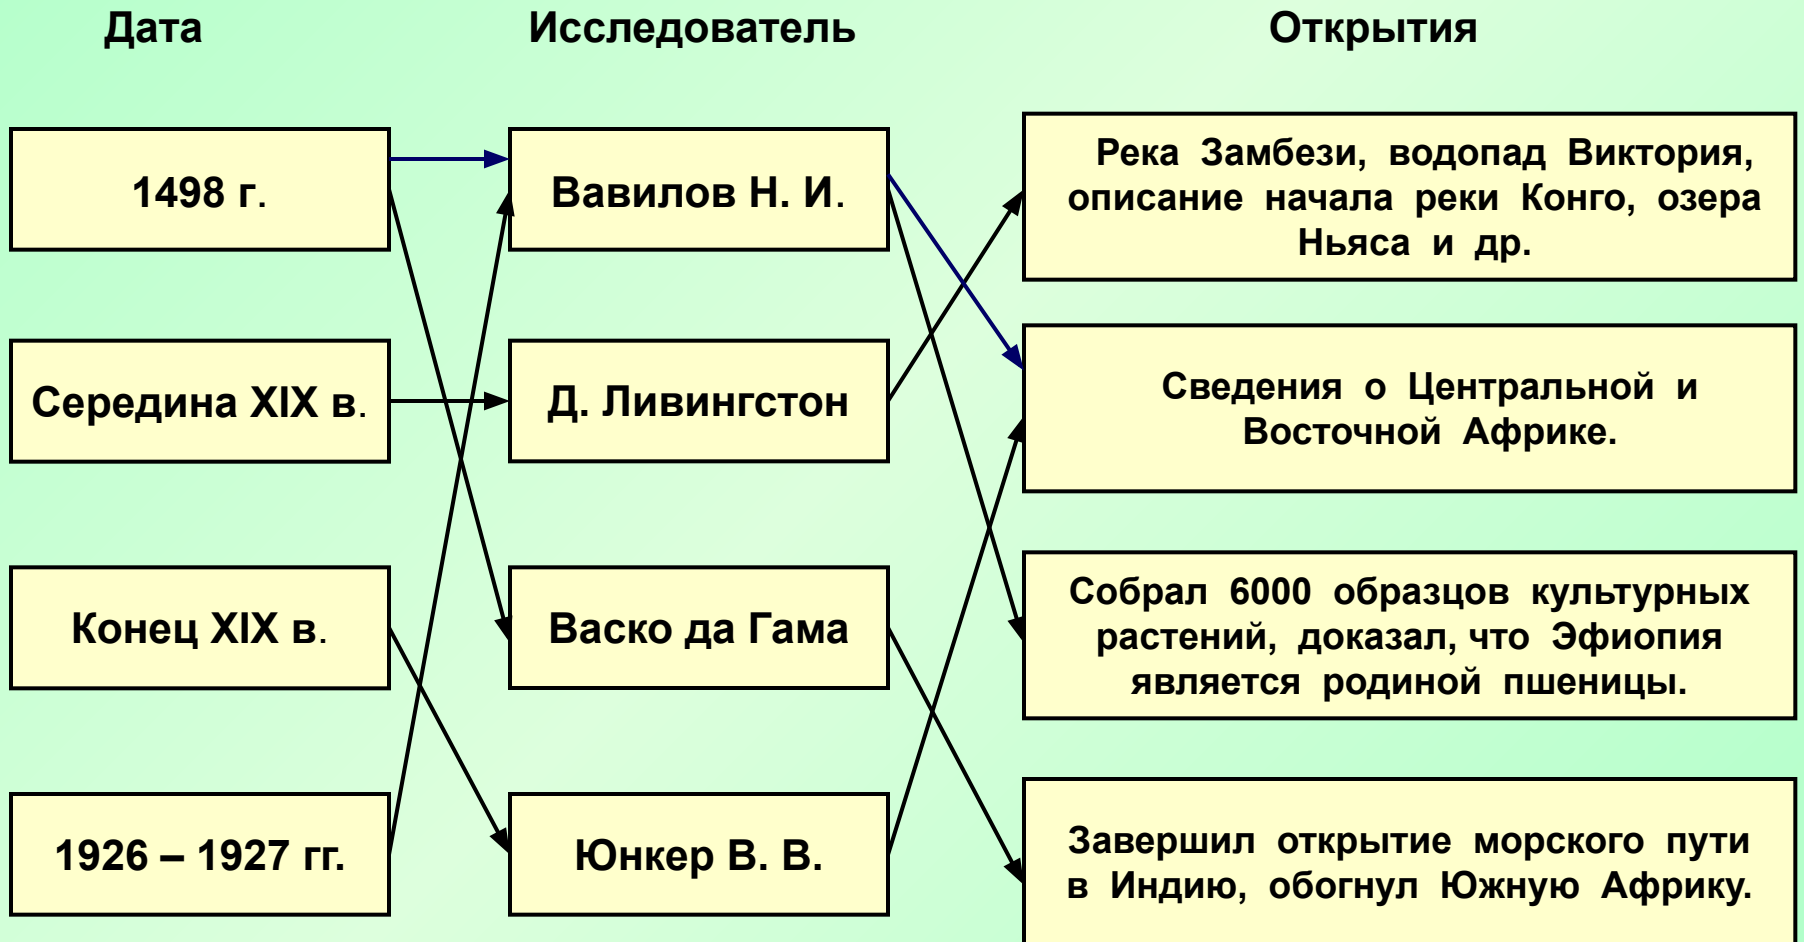 Дата
Исследователь
Открытия
1498 г.
Вавилов Н. И.
Река Замбези, водопад Виктория,
описание начала реки Конго, озера
Ньяса и др.
Середина XIX в.
Д. Ливингстон
Сведения о Центральной и
Восточной Африке.
Конец XIX в.
Васко да Гама
Собрал 6000 образцов культурных
растений, доказал, что Эфиопия
является родиной пшеницы.
1926 – 1927 гг.
Юнкер В. В.
Завершил открытие морского пути
в Индию, обогнул Южную Африку.